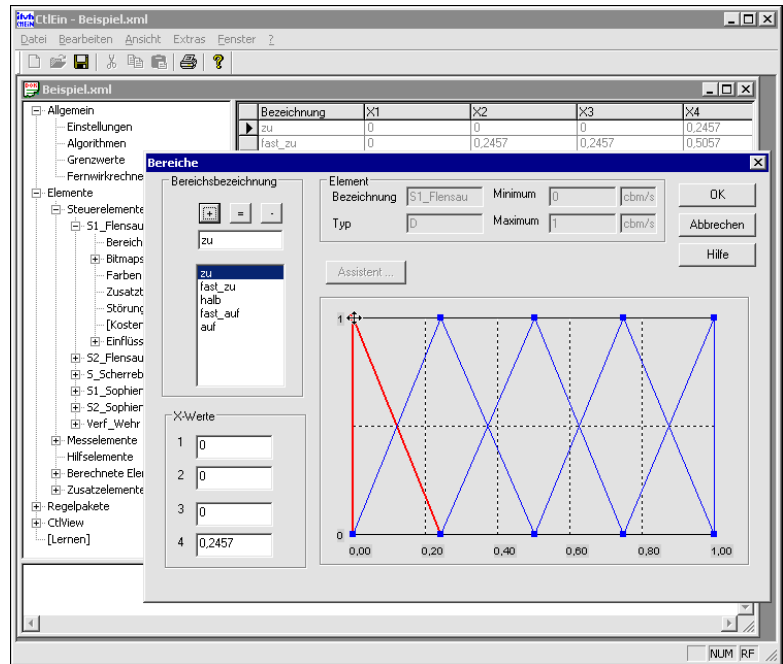 CtlEin - Beispiel.xml
Datei Bearbeiten Ansicht Extras Fenster ?
Beispiel.xml
Allgemein
Einstellungen
Algorithmen
Grenzwerte
Fernwirkrechne
Elemente
Steuerelemente
S1_Flensau
Bereich
Bitmaps
Farben
Zusatzt
Störung
[Kosten
Einflüss
S2_Flensau
S_Scherreb
S1_Sophien
S2_Sophien
Verf_Wehr
Messelemente
Hilfselemente
Berechnete Eler
Zusatzelemente
Regelpakete
CtlView
[Lernen]
Bezeichnung X1 X2 X3 X4
zu 0 0 0 0,2457
fast_zu 0 0,2457 0,2457 0,5057
Bereiche
Bereichsbezeichnung
+ = -
zu
zu
fast_zu
halb
fast_auf
auf
X-Werte
1 0
2 0
3 0
4 0,2457
Element
Bezeichnung S1_Flensau Minimum 0 cbm/s
Typ D Maximum 1 cbm/s
OK
Abbrechen
Hilfe
Assistent ...
1
0
0,00 0,20 0,40 0,60 0,80 1,00
NUM RF